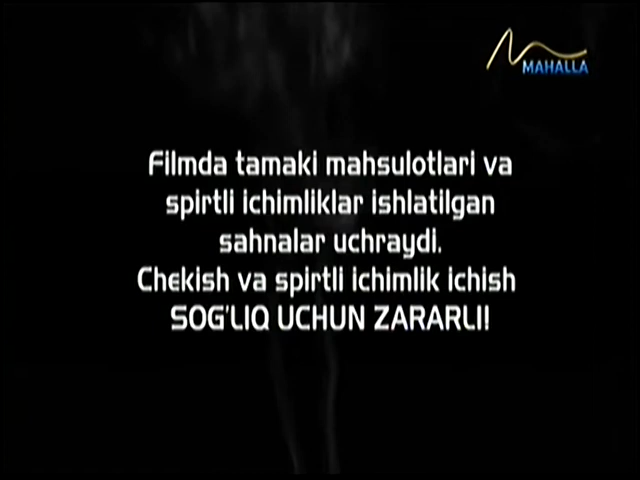 MAHALLA
Filmda tamaki mahsulotlari va
spirtli ichimliklar ishlatilgan
sahnalar uchraydi.
Chekish va spirtli ichimlik ichish
SOG'LIQ UCHUN ZARARLI!